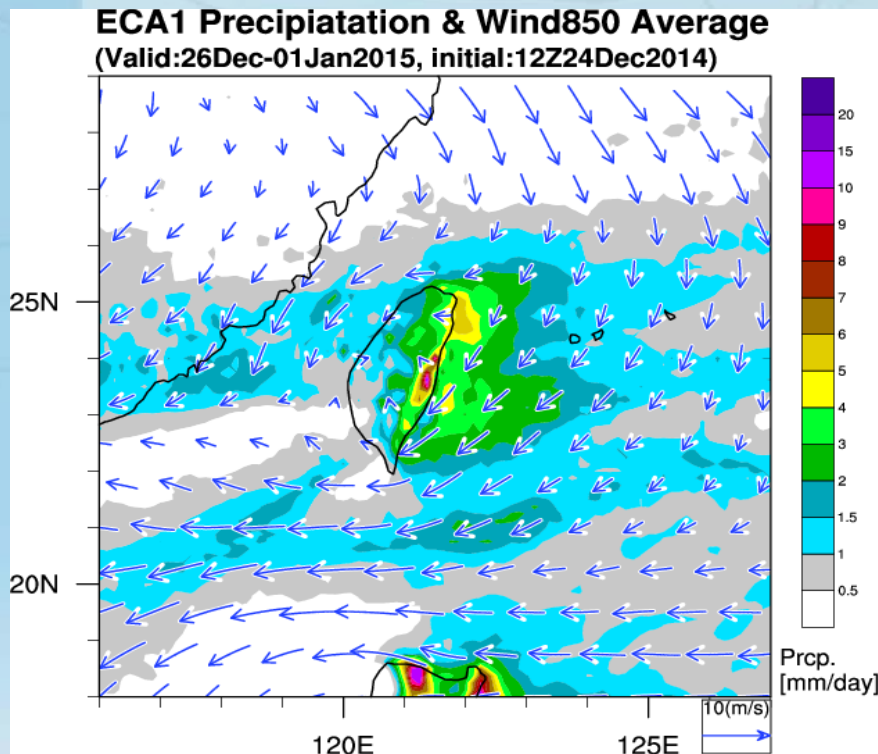 ECA1 Precipiatation & Wind850 Average
(Valid:26Dec-01Jan2015, initial:12Z24Dec2014)
20
15
10
9
8
7
6
5
4
3
2
1.5
1
0.5
25N
20N
Prcp.
[mm/day]
10(m/s)
120E
125E